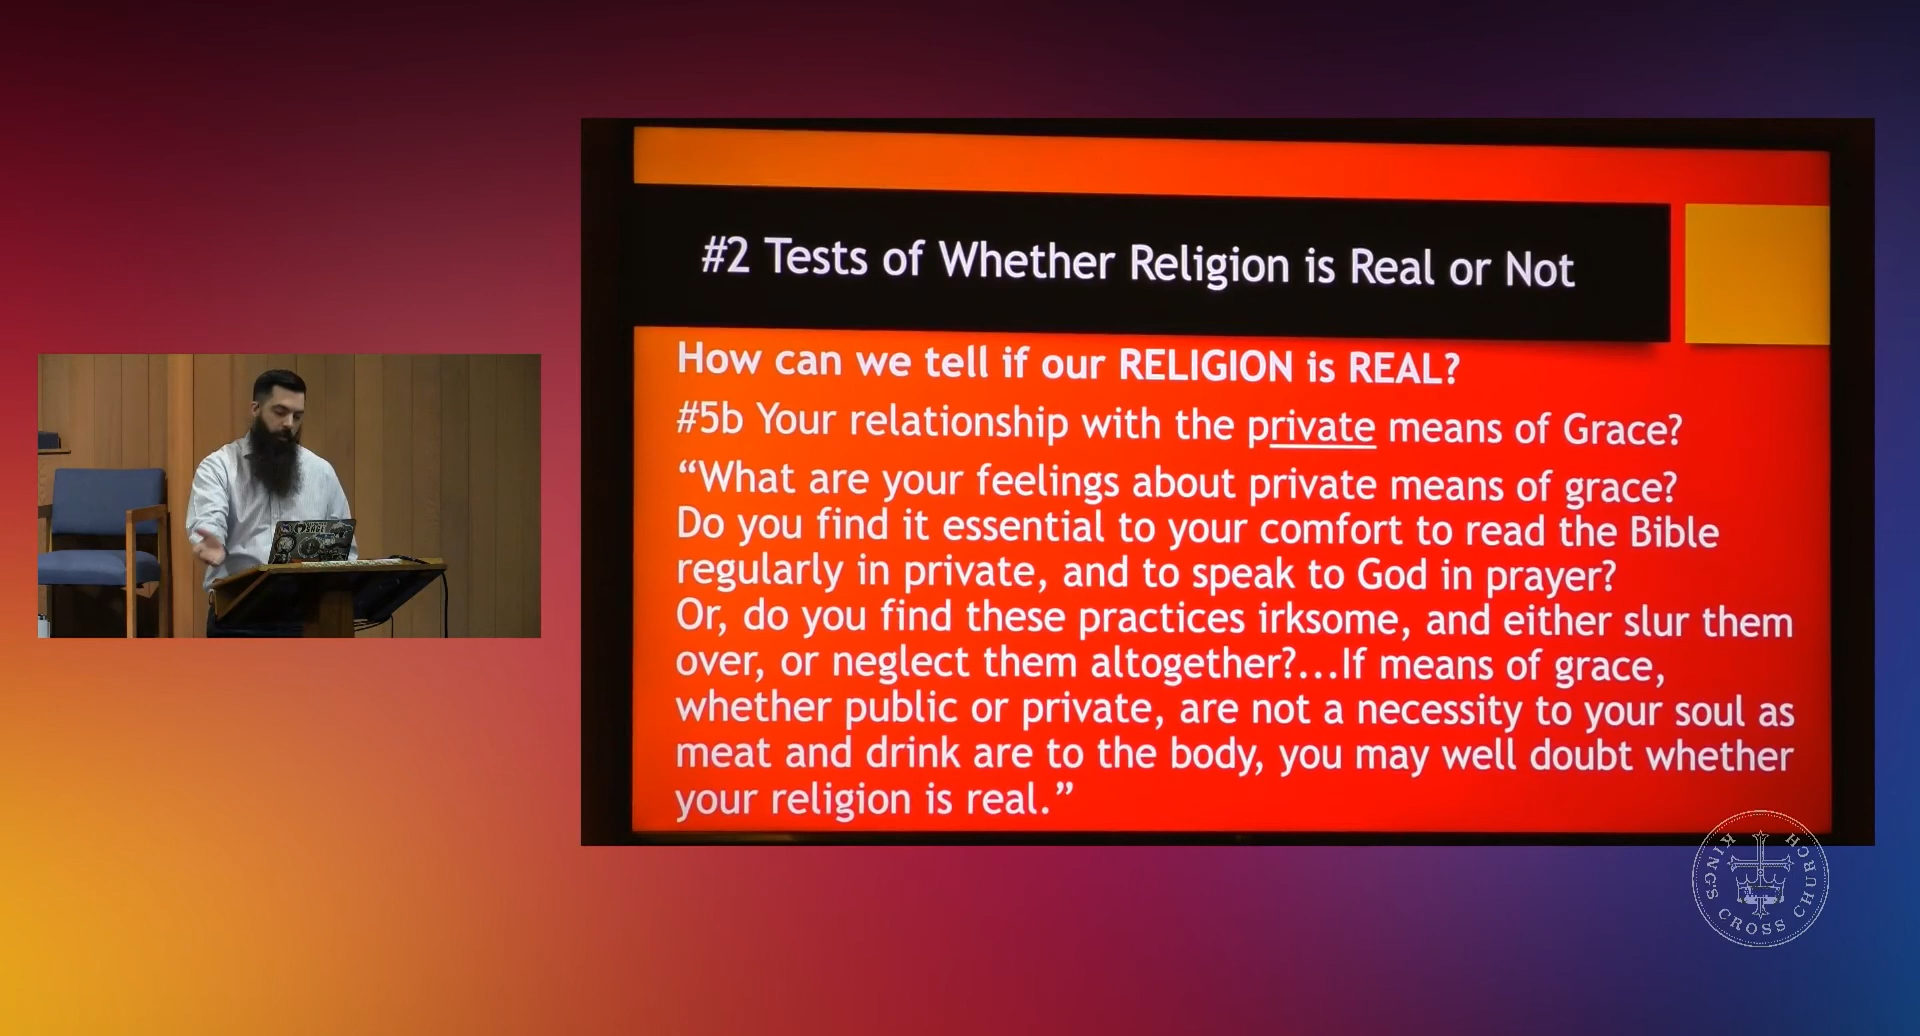 #2 Tests of Whether Religion is Real or Not
How can we tell if our RELIGION is REAL?
#5b Your relationship with the private means of Grace?
“What are your feelings about private means of grace?
Do you find it essential to your comfort to read the Bible
regularly in private, and to speak to God in prayer?
Or, do you find these practices irksome, and either slur them
over, or neglect them altogether?...If means of grace,
whether public or private, are not a necessity to your soul as
meat and drink are to the body, you may well doubt whether
your religion is real.”
KING'S CROSS CHURCH